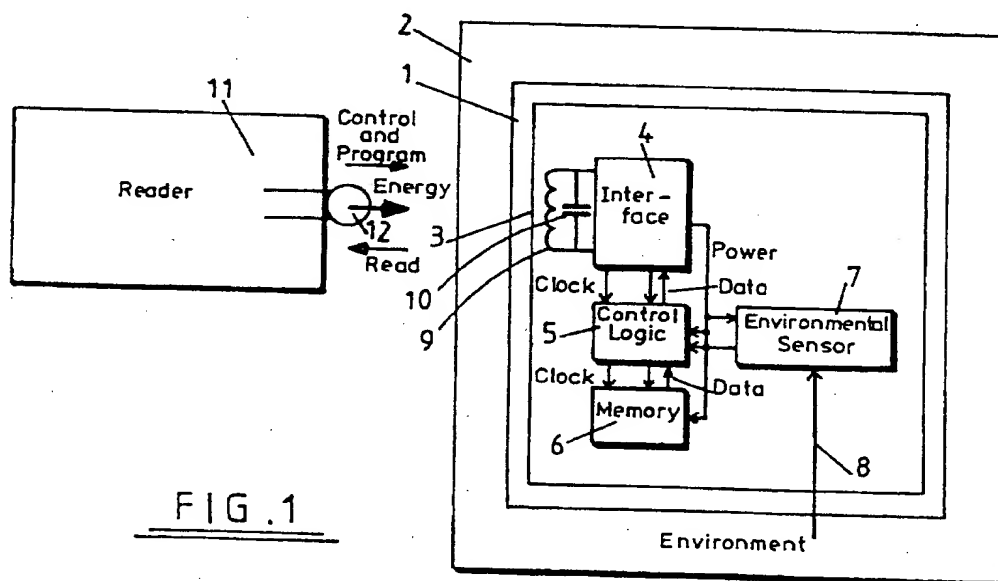 2
1
11
Control
and
Program
Reader
Energy
12
Read
3
10
9
4
Inter-
face
Power
Clock
Data
7
5
Control
Logic
Environmental
Sensor
Clock
Data
Memory
6
8
FIG.1
Environment